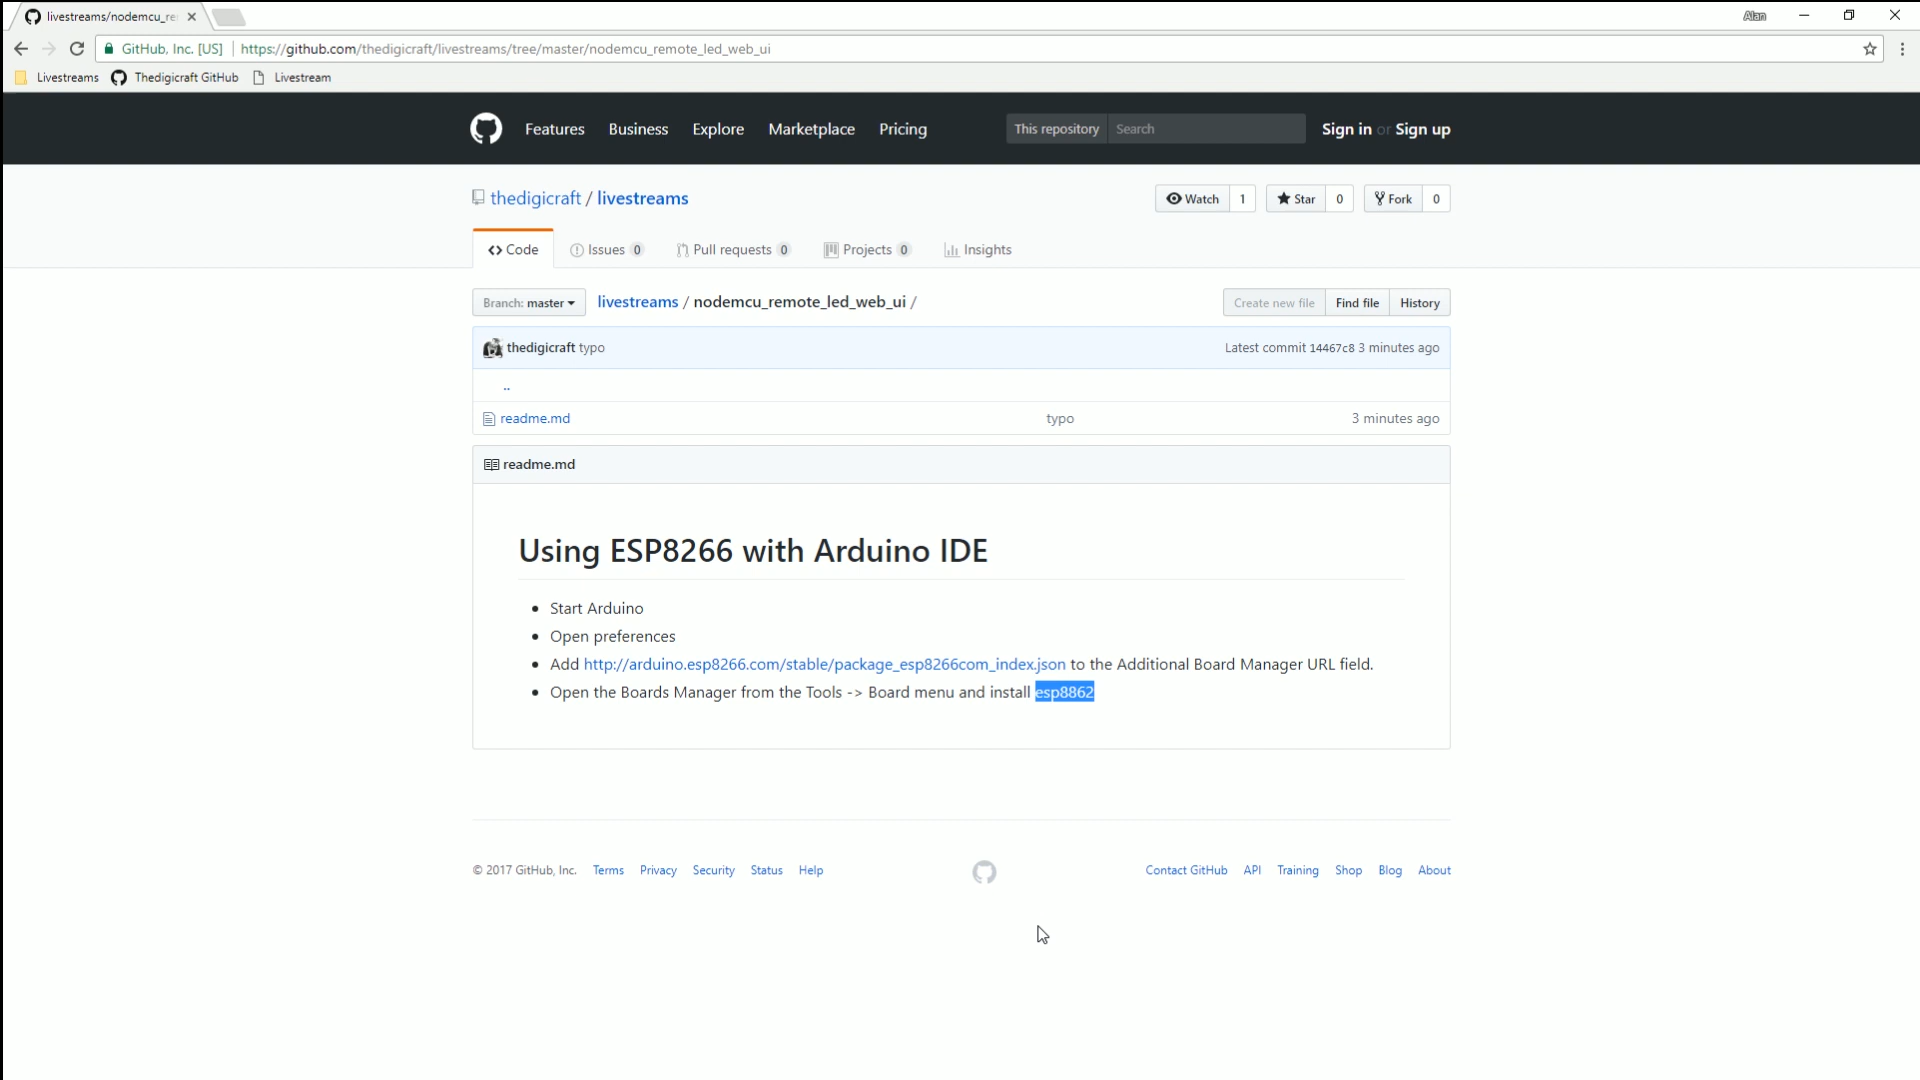 livestreams/nodemcu_re
Alan
GitHub, Inc. [US] https://github.com/thedigicraft/livestreams/tree/master/nodemcu_remote_led_web_ui
Livestreams Thedigicraft GitHub Livestream
Features Business Explore Marketplace Pricing This repository Search Sign in or Sign up
thedigicraft / livestreams Watch 1 Star 0 Fork 0
Code Issues 0 Pull requests 0 Projects 0 Insights
Branch: master livestreams / nodemcu_remote_led_web_ui / Create new file Find file History
thedigicraft typo Latest commit 14467c8 3 minutes ago
..
readme.md typo 3 minutes ago
readme.md
Using ESP8266 with Arduino IDE
• Start Arduino
• Open preferences
• Add http://arduino.esp8266.com/stable/package_esp8266com_index.json to the Additional Board Manager URL field.
• Open the Boards Manager from the Tools -> Board menu and install esp8862
© 2017 GitHub, Inc. Terms Privacy Security Status Help Contact GitHub API Training Shop Blog About